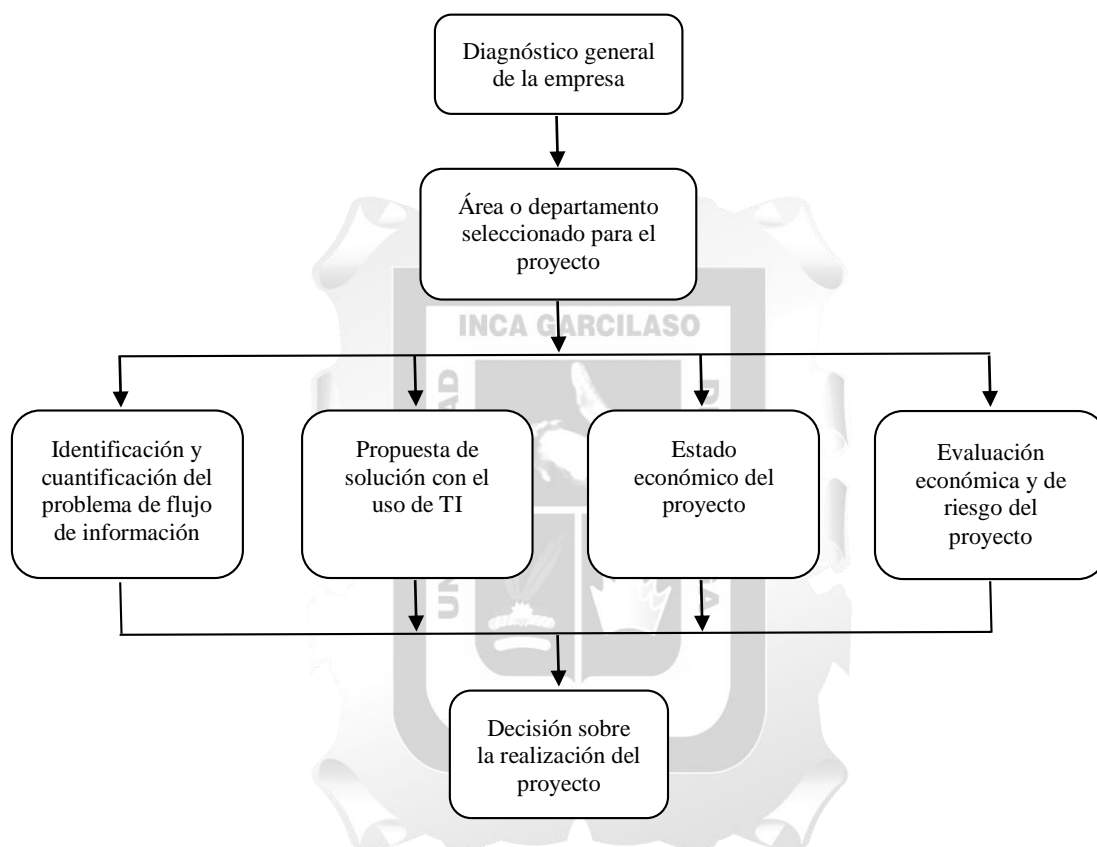 Diagnóstico general
de la empresa
Área o departamento
seleccionado para el
proyecto
INCA GARCILASO
Identificación y
cuantificación del
problema de flujo
de información
Propuesta de
solución con el
uso de TI
Estado
económico del
proyecto
Evaluación
económica y de
riesgo del
proyecto
Decisión sobre
la realización del
proyecto